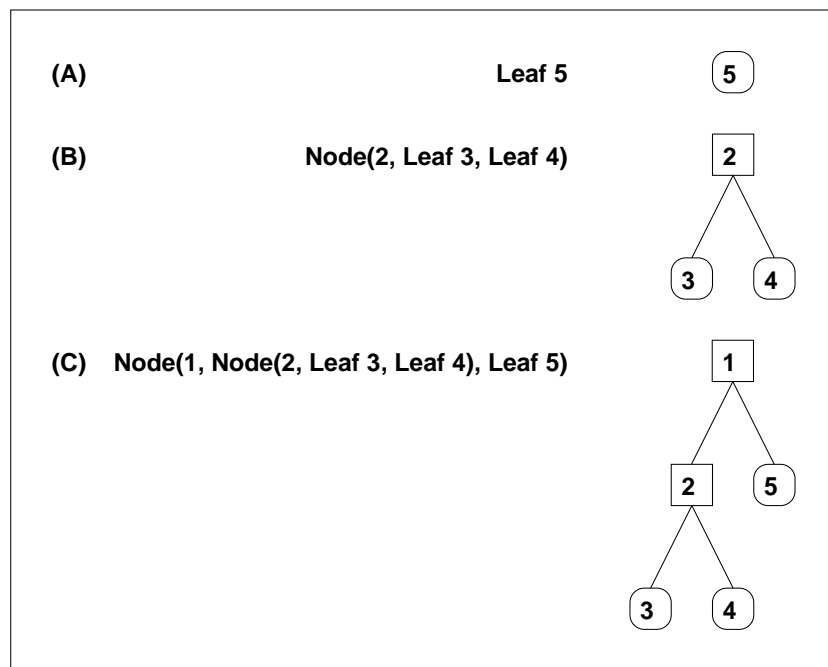 (A) Leaf 5 5
(B) Node(2, Leaf 3, Leaf 4) 2
3 4
(C) Node(1, Node(2, Leaf 3, Leaf 4), Leaf 5) 1
2 5
3 4